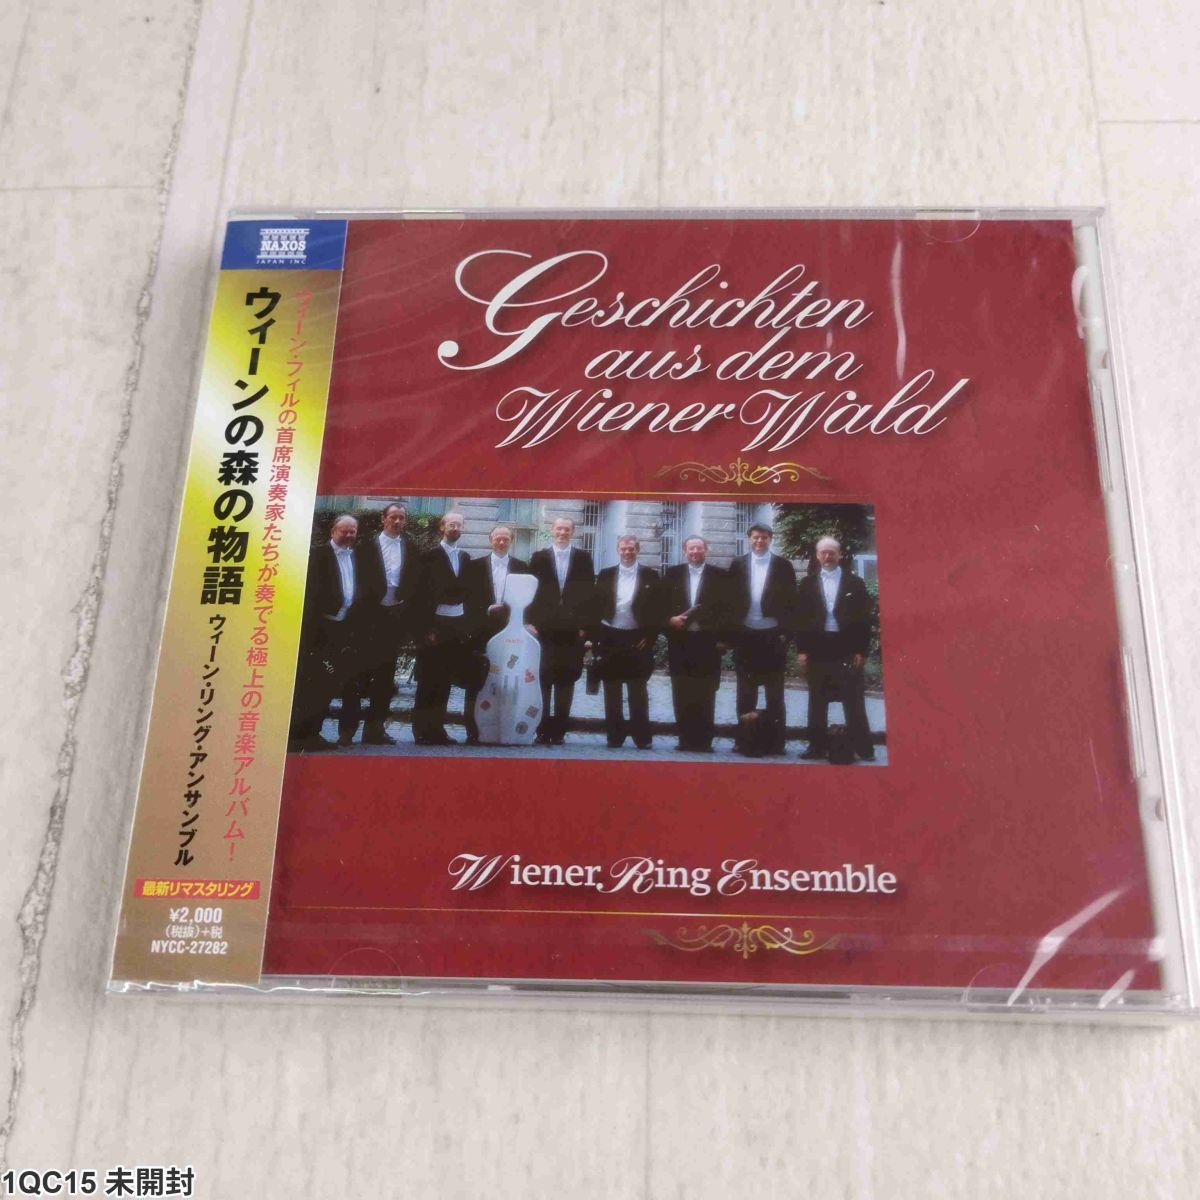 NAXOS
JAPAN INC
ウィーン・フィルの首席演奏家たちが奏でる極上の音楽アルバム!
ウィーンの森の物語
ウィーン・リング・アンサンブル
最新リマスタリング
¥2,000
(税抜)+税
NYCC-27282
Geschichten
aus dem
Wiener Wald
Wiener Ring Ensemble
1QC15 未開封